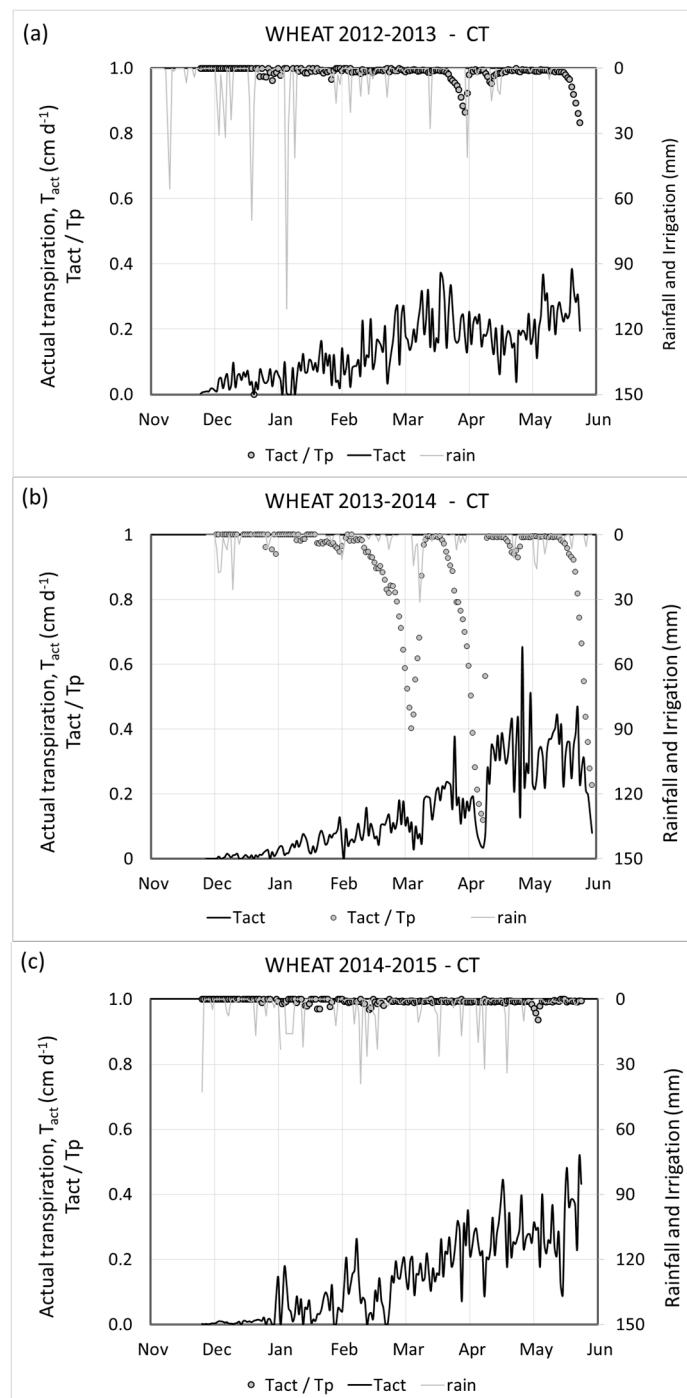 (a)
WHEAT 2012-2013 - CT
Actual transpiration, Tact (cm d-1)
Tact / Tp
1.0
0.8
0.6
0.4
0.2
0.0
0
30
60
90
120
150
Rainfall and Irrigation (mm)
Nov Dec Jan Feb Mar Apr May Jun
Tact / Tp Tact rain
(b)
WHEAT 2013-2014 - CT
Actual transpiration, Tact (cm d-1)
Tact / Tp
1
0.8
0.6
0.4
0.2
0
0
30
60
90
120
150
Rainfall and Irrigation (mm)
Nov Dec Jan Feb Mar Apr May Jun
Tact Tact / Tp rain
(c)
WHEAT 2014-2015 - CT
Actual transpiration, Tact (cm d-1)
Tact / Tp
1.0
0.8
0.6
0.4
0.2
0.0
0
30
60
90
120
150
Rainfall and Irrigation (mm)
Nov Dec Jan Feb Mar Apr May Jun
Tact / Tp Tact rain